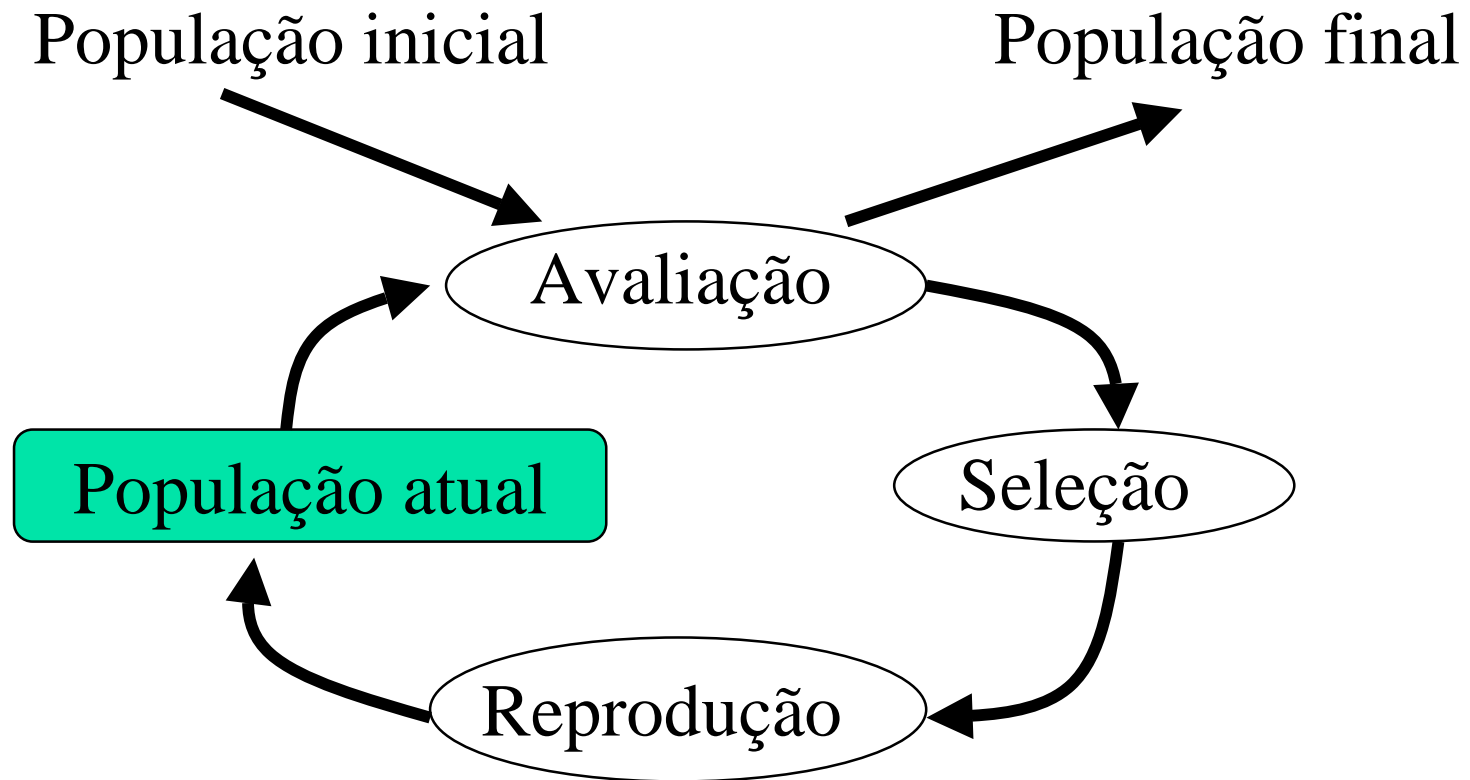 População inicial
População final
Avaliação
População atual
Seleção
Reprodução